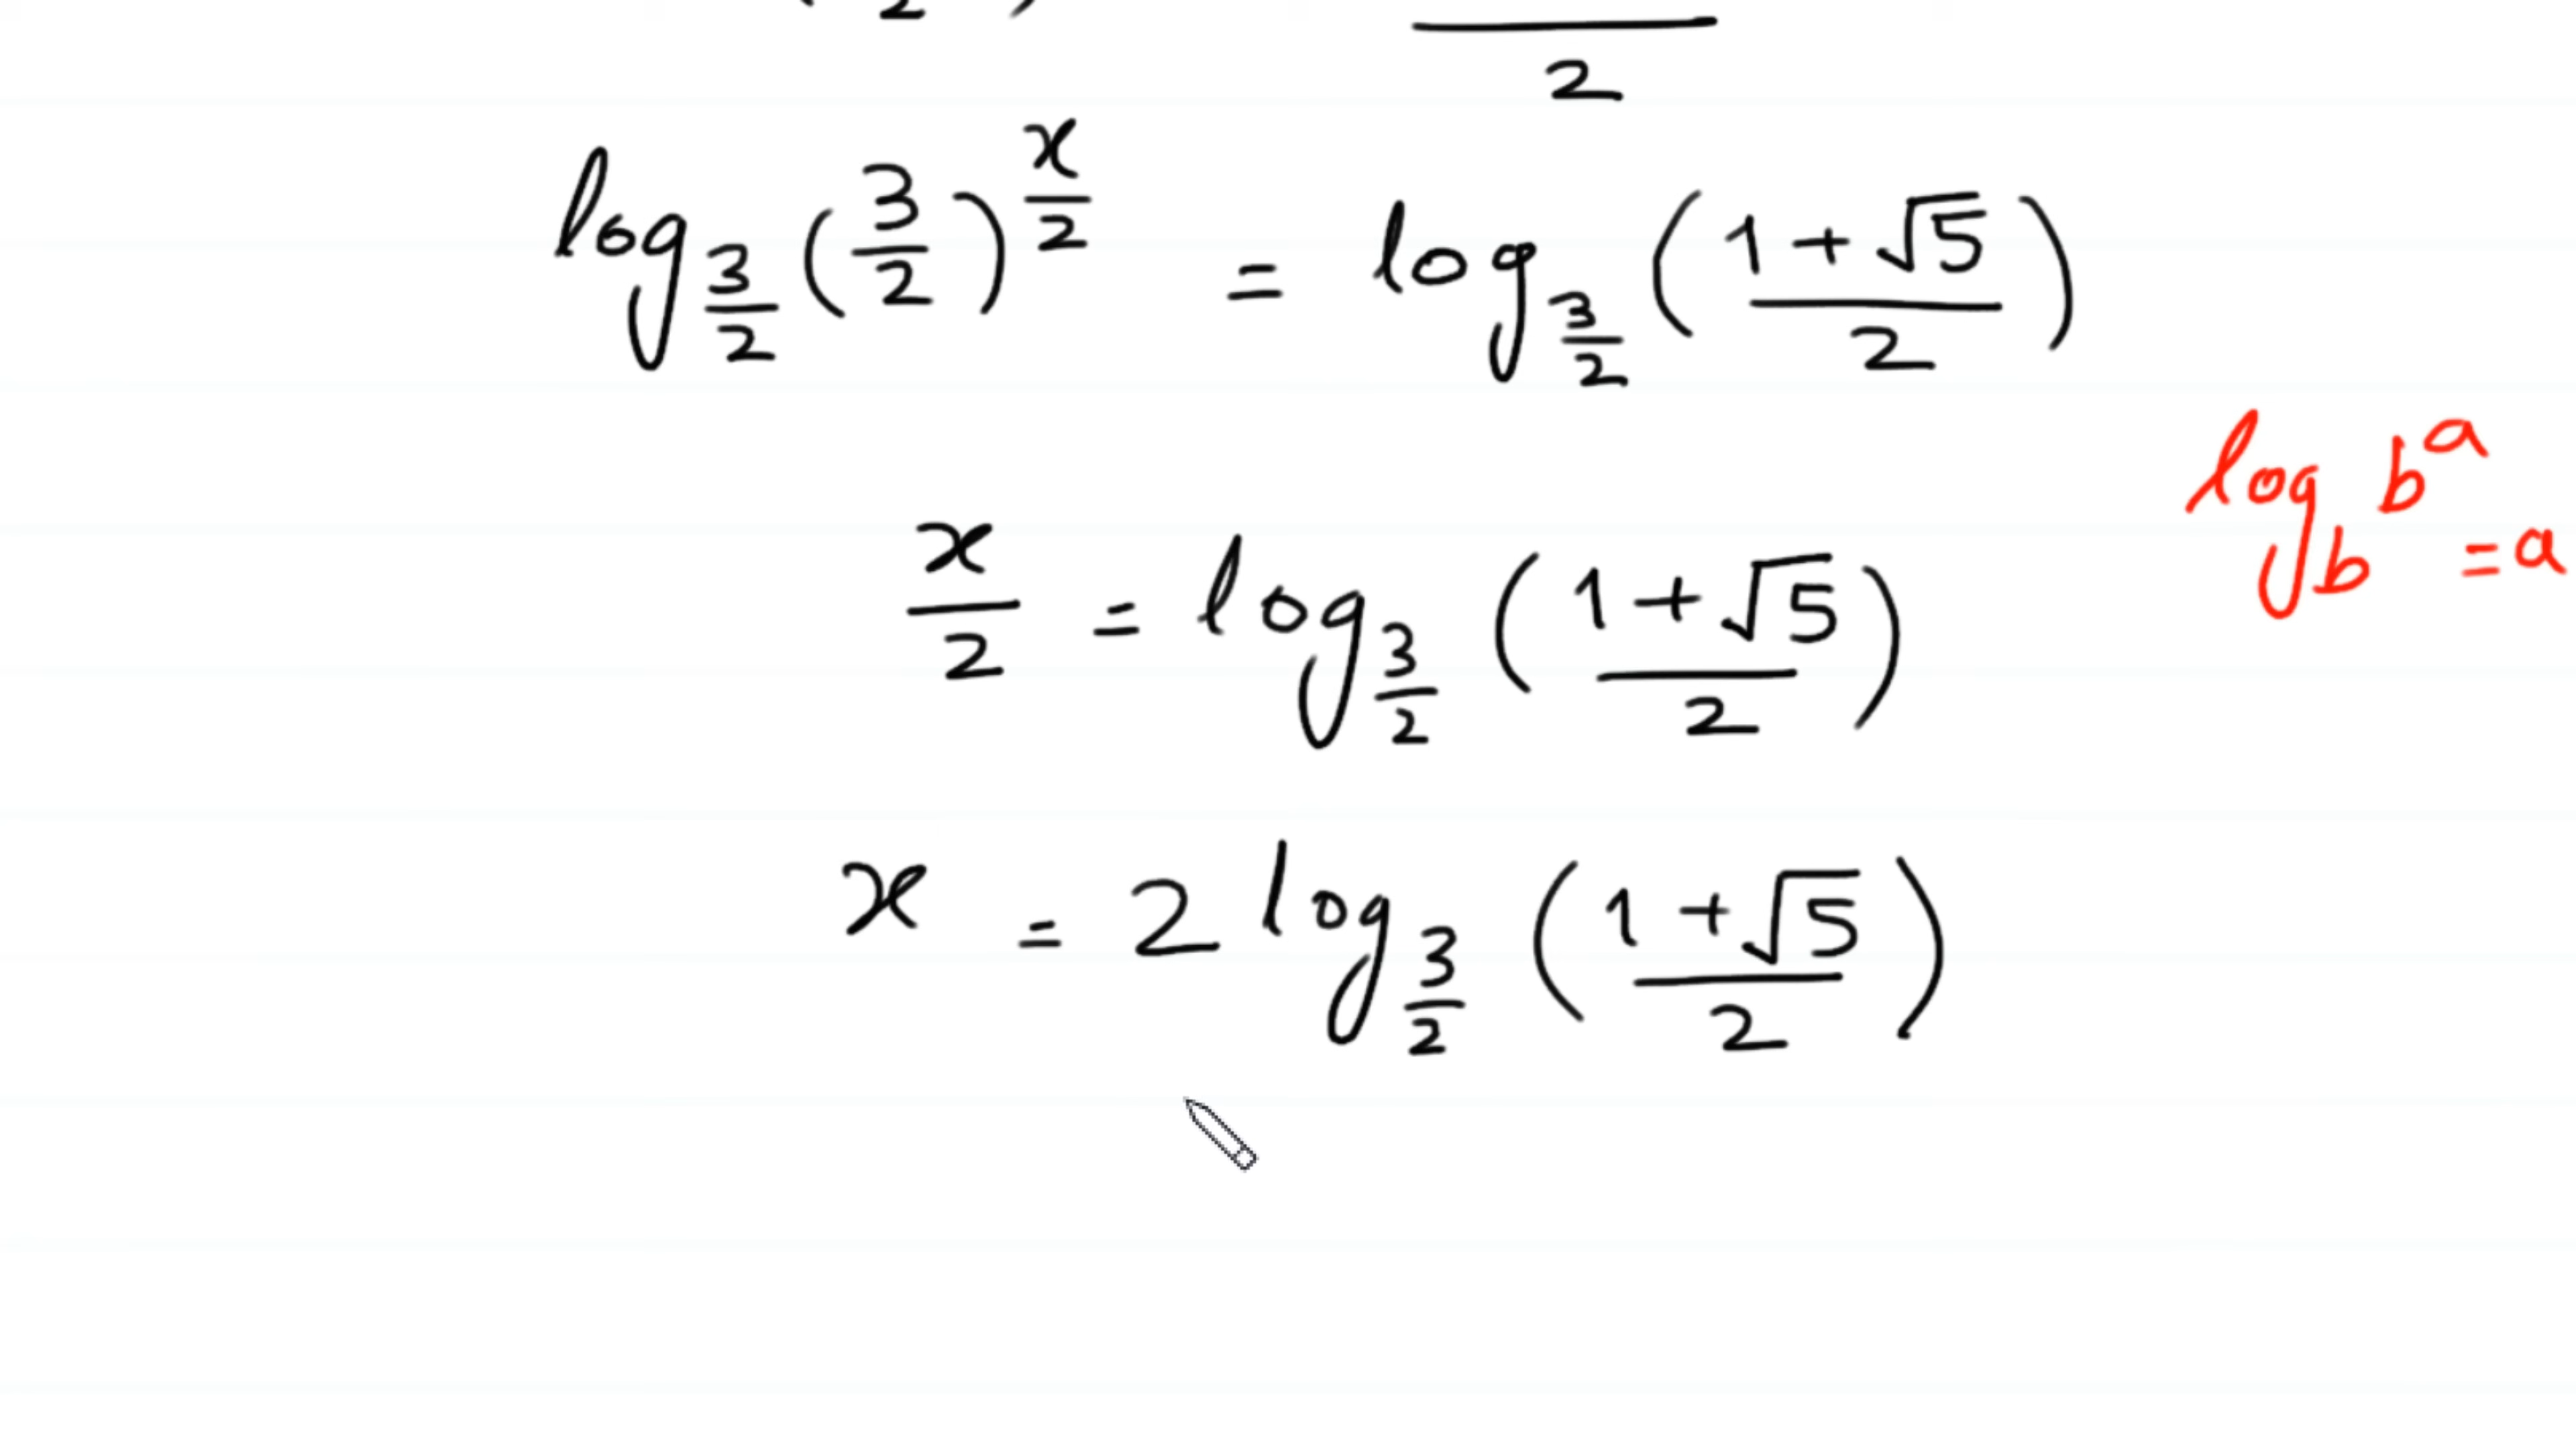 (  2 )   2
log_{3/2} (3/2)^{x/2} = log_{3/2} ((1 + √5)/2)
log_b b^a = a
x/2 = log_{3/2} ((1 + √5)/2)
x = 2 log_{3/2} ((1 + √5)/2)